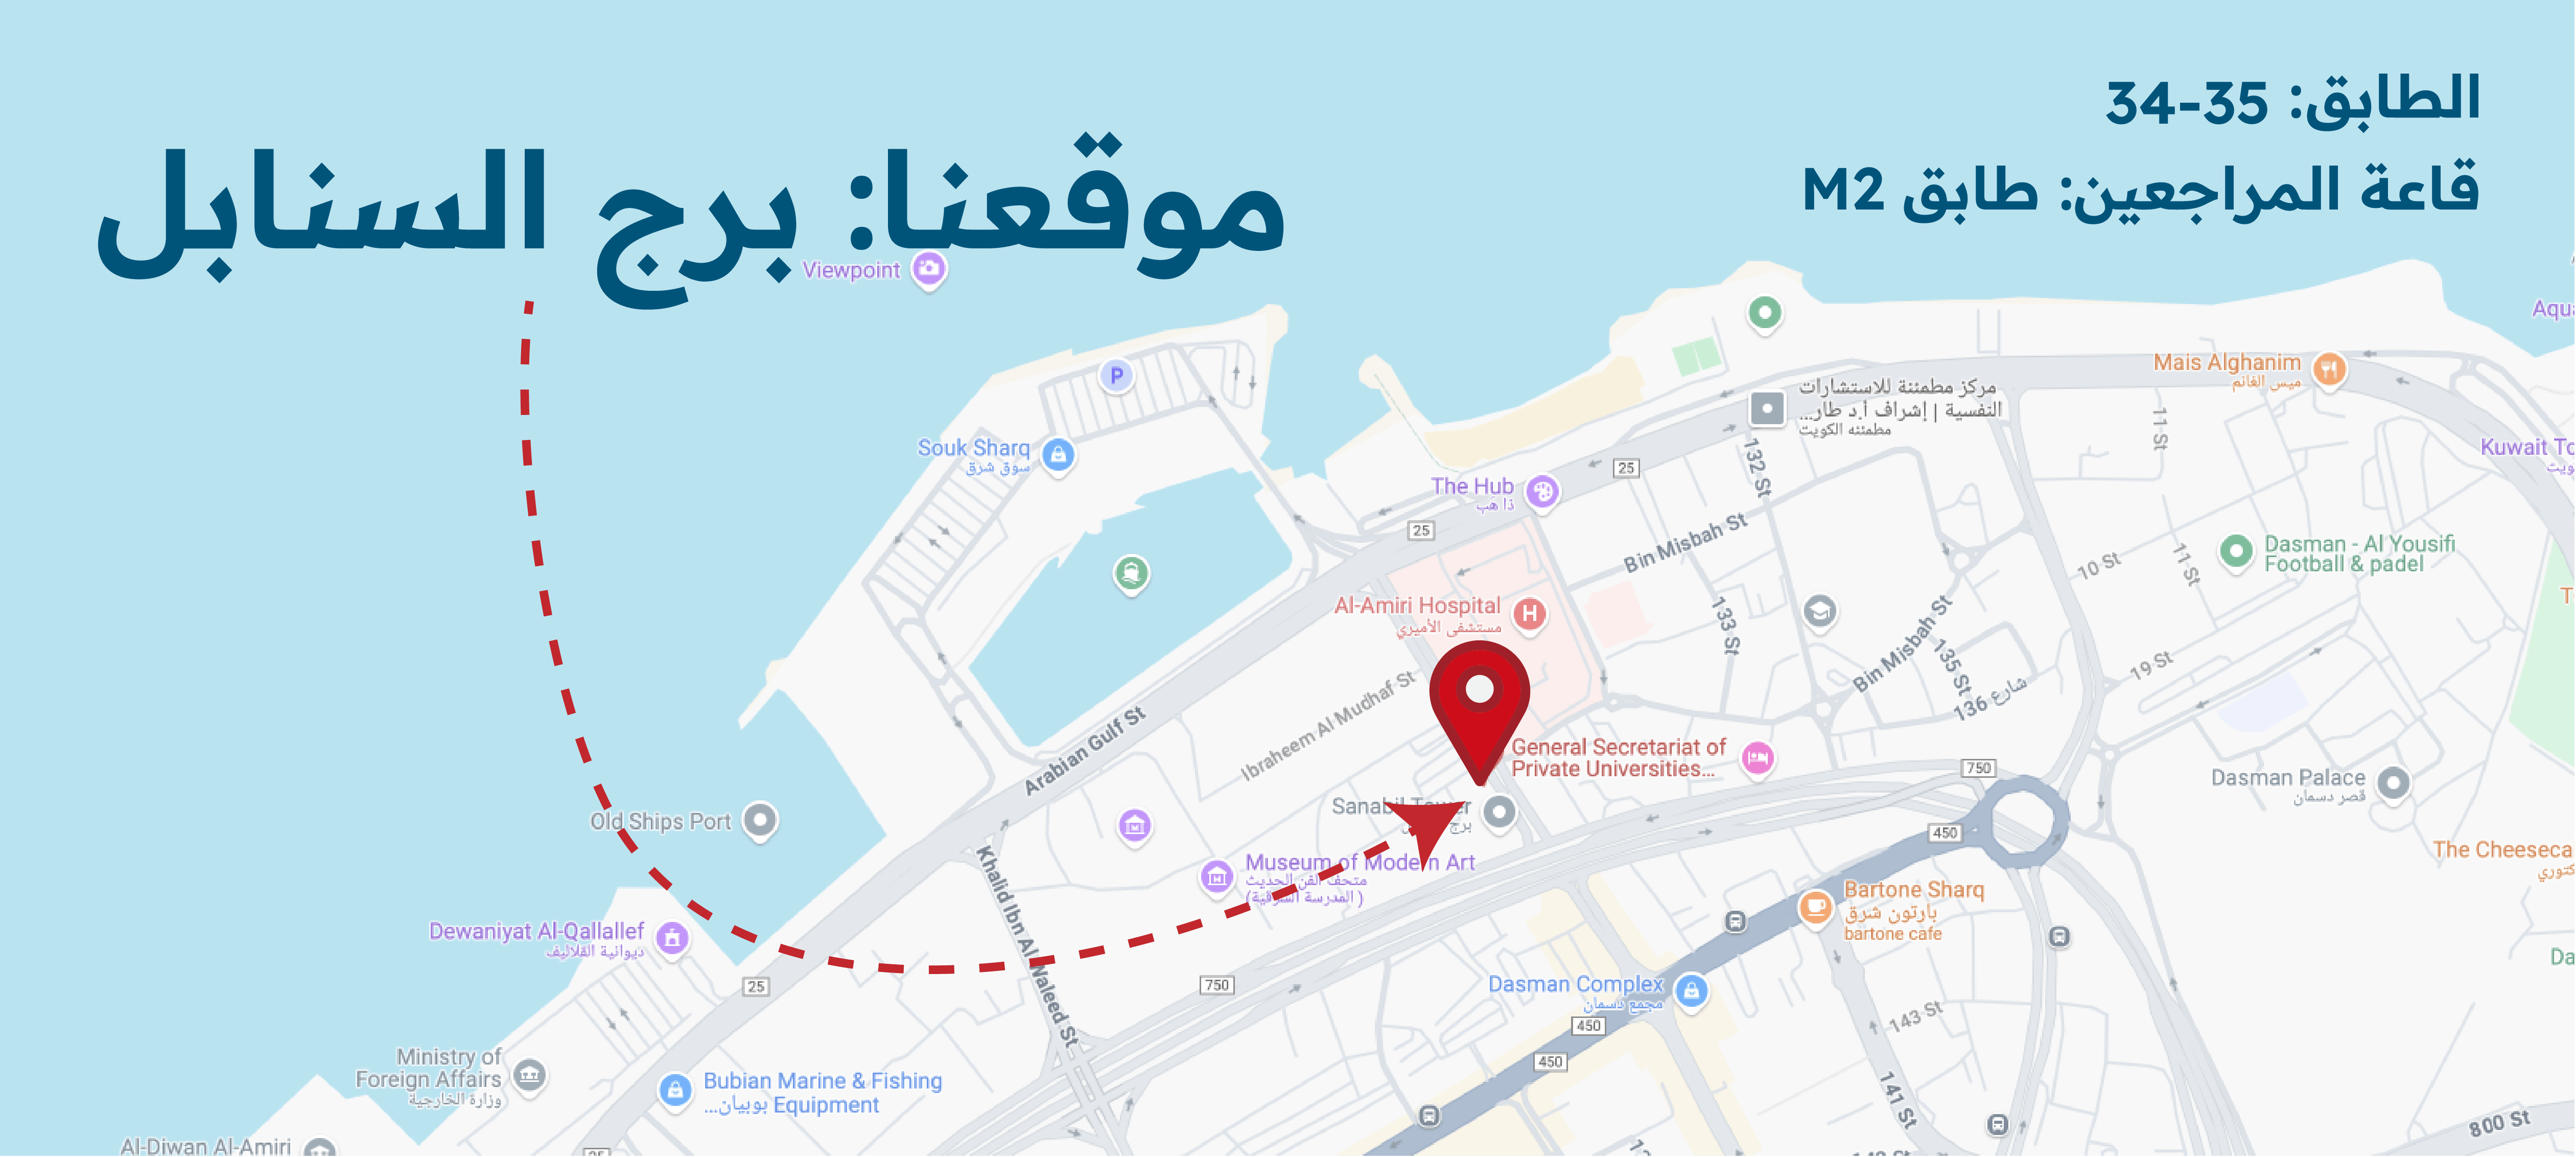 الطابق: 35-34
قاعة المراجعين: طابق M2
موقعنا: برج السنابل
Viewpoint
P
Souk Sharq
سوق شرق
Mais Alghanim
ميس الغانم
مركز مطمئنة للاستشارات
النفسية | إشراف أ.د طار...
مطمئنه الكويت
11 St
Kuwait
The Hub
ذا هَب
25
132 St
25
Bin Misbah St
Dasman - Al Yousifi
Football & padel
10 St
11 St
Al-Amiri Hospital
مستشفى الأميري
H
133 St
Bin Misbah St
135 St
شارع 136
19 St
Ibraheem Al Mudhaf St
Arabian Gulf St
General Secretariat of
Private Universities...
750
Dasman Palace
قصر دسمان
Sanabil Tower
برج
Old Ships Port
450
The
Khalid Ibn Al Waleed St
Museum of Modern Art
متحف الفن الحديث
(المدرسة الشرقية)
Bartone Sharq
بارتون شرق
bartone cafe
Dewaniyat Al-Qallallef
ديوانية القلاليف
25
750
Dasman Complex
مجمع دسمان
450
143 St
450
Ministry of
Foreign Affairs
وزارة الخارجية
Bubian Marine & Fishing
Equipment بوبيان...
141 St
800 St
Al-Diwan Al-Amiri